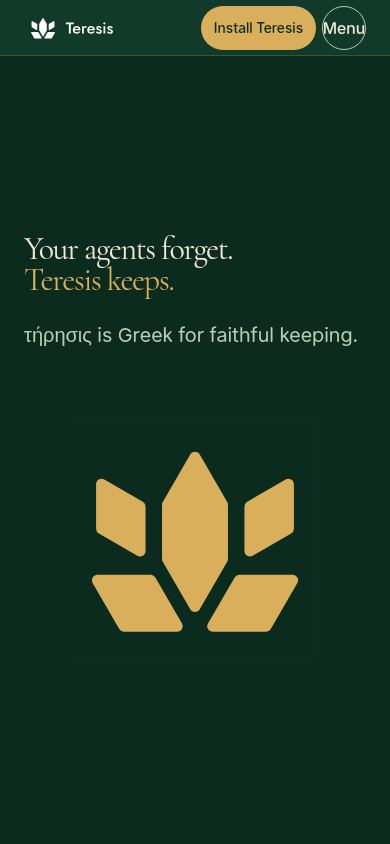 Teresis
Install Teresis
Menu
Your agents forget.
Teresis keeps.
τήρησις is Greek for faithful keeping.